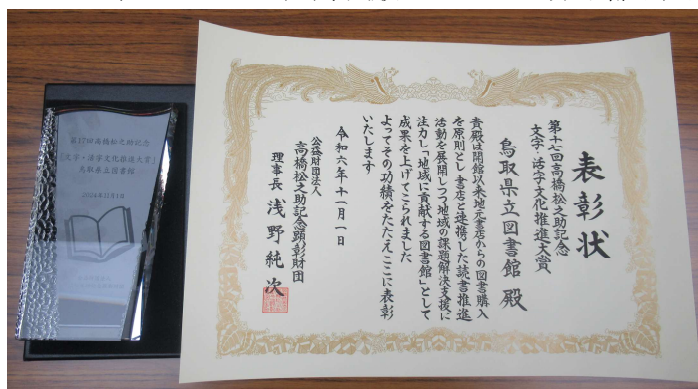 表彰状
第十七回高橋松之助記念
文字・活字文化推進大賞
鳥取県立図書館 殿
貴殿は開館以来地元書店からの図書購入
を原則とし書店と連携した読書推進
活動を展開しつつ地域の課題解決支援に
注力し「地域に貢献する図書館」として
成果を上げてこられました
よってその功績をたたえここに表彰
いたします
令和六年十一月一日
公益財団法人
高橋松之助記念顕彰財団
理事長 浅野純次
第17回高橋松之助記念
「文字・活字文化推進大賞」
鳥取県立図書館
2024年11月1日